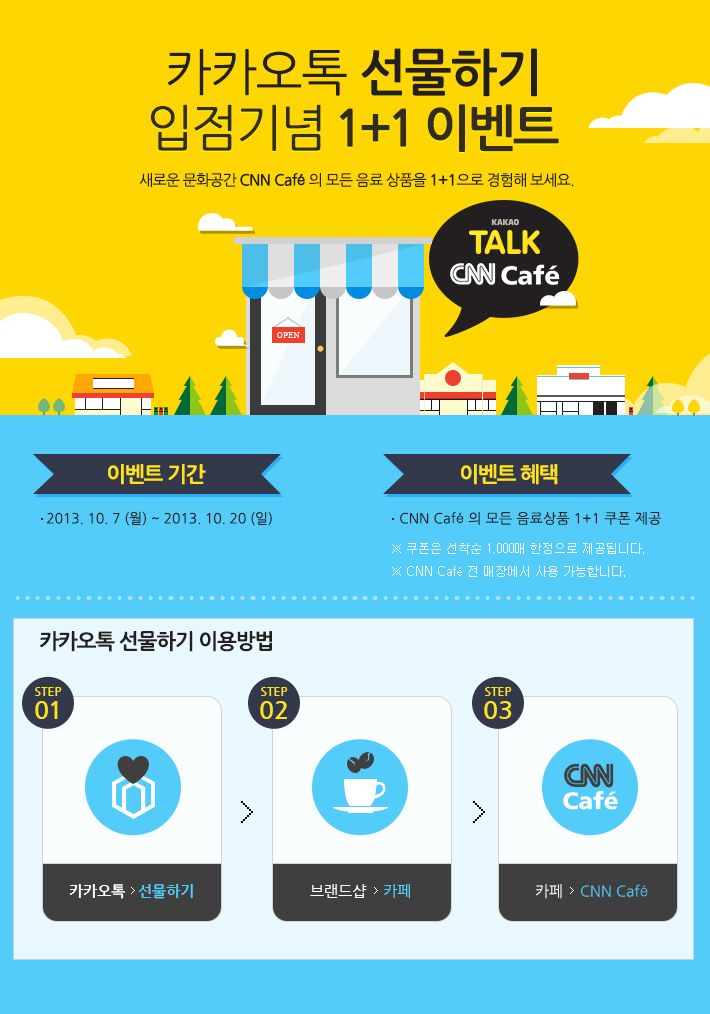 카카오톡 선물하기
입점기념 1+1 이벤트
새로운 문화공간 CNN Café 의 모든 음료 상품을 1+1으로 경험해 보세요.
KAKAO
TALK
CNN Café
OPEN
이벤트 기간
· 2013. 10. 7 (월) ~ 2013. 10. 20 (일)
이벤트 혜택
· CNN Café 의 모든 음료상품 1+1 쿠폰 제공
※ 쿠폰은 선착순 1,000매 한정으로 제공됩니다.
※ CNN Café 전 매장에서 사용 가능합니다.
카카오톡 선물하기 이용방법
STEP
01
카카오톡 > 선물하기
STEP
02
브랜드샵 > 카페
STEP
03
CNN
Café
카페 > CNN Café